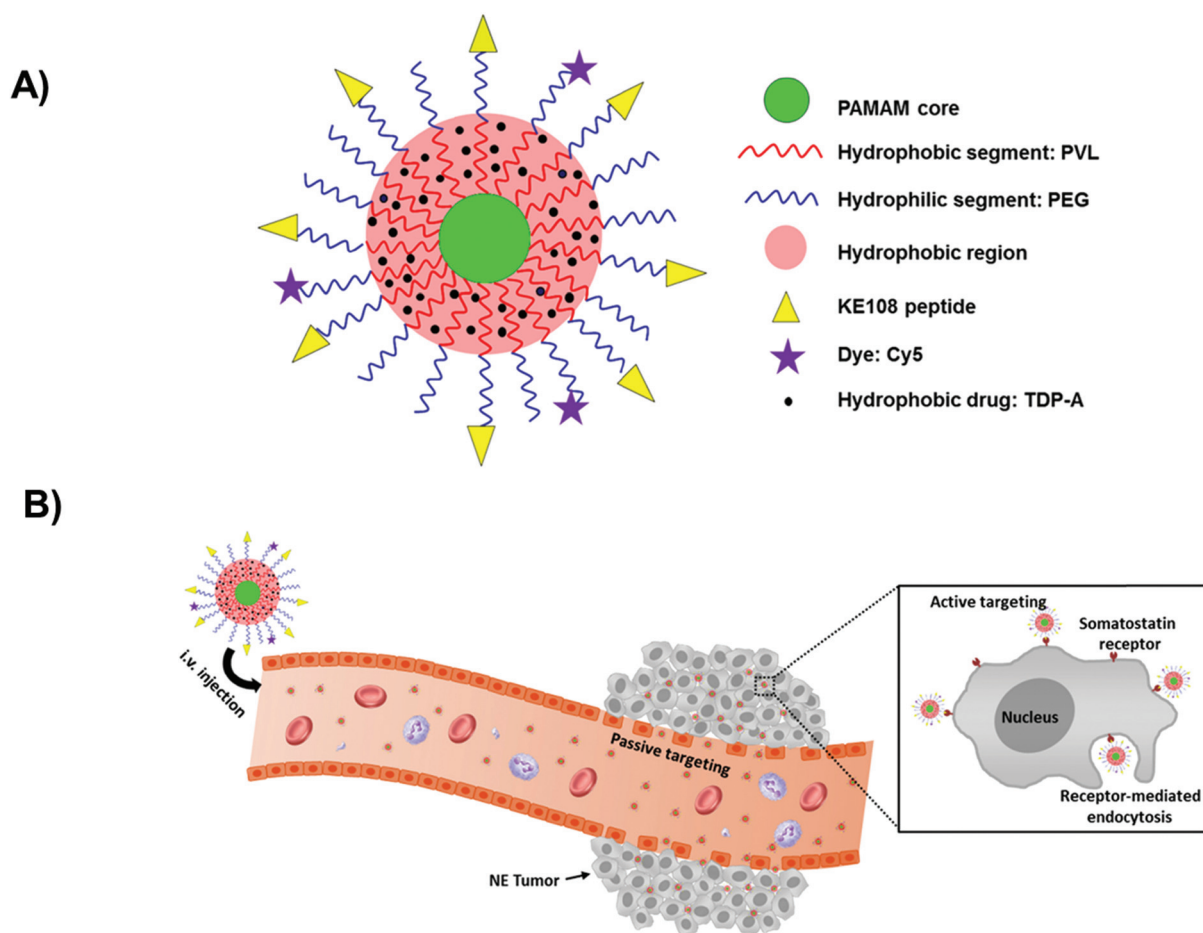 A)
PAMAM core
Hydrophobic segment: PVL
Hydrophilic segment: PEG
Hydrophobic region
KE108 peptide
Dye: Cy5
Hydrophobic drug: TDP-A
B)
i.v. injection
Passive targeting
NE Tumor
Active targeting
Somatostatin
receptor
Nucleus
Receptor-mediated
endocytosis